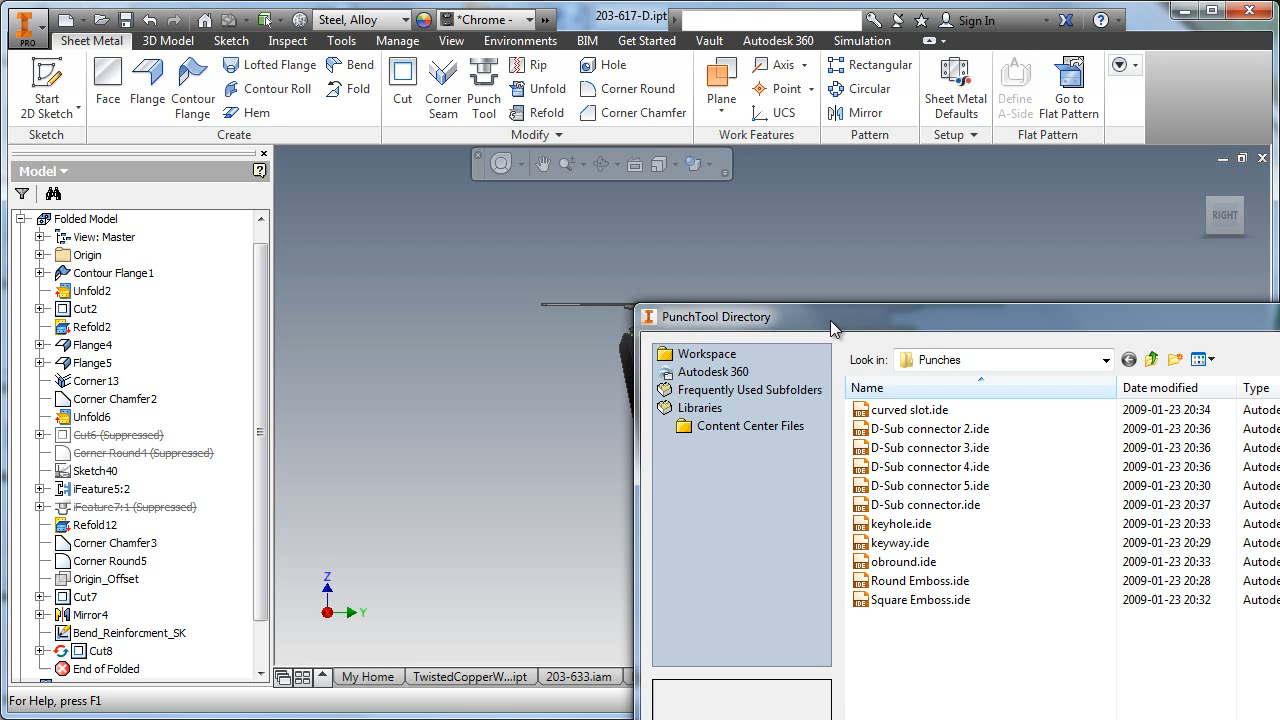 Steel, Alloy *Chrome - 203-617-D.ipt Sign In
PRO Sheet Metal 3D Model Sketch Inspect Tools Manage View Environments BIM Get Started Vault Autodesk 360 Simulation
Start
2D Sketch
Face
Flange
Contour
Flange
Lofted Flange
Contour Roll
Hem
Bend
Fold
Cut
Corner
Seam
Punch
Tool
Rip
Unfold
Refold
Hole
Corner Round
Corner Chamfer
Plane
Axis
Point
UCS
Rectangular
Circular
Mirror
Sheet Metal
Defaults
Define
A-Side
Go to
Flat Pattern
Sketch Create Modify Work Features Pattern Setup Flat Pattern
Model
Folded Model
View: Master
Origin
Contour Flange1
Unfold2
Cut2
Refold2
Flange4
Flange5
Corner13
Corner Chamfer2
Unfold6
Cut6 (Suppressed)
Corner Round4 (Suppressed)
Sketch40
iFeature5:2
iFeature7:1 (Suppressed)
Refold12
Corner Chamfer3
Corner Round5
Origin_Offset
Cut7
Mirror4
Bend_Reinforcment_SK
Cut8
End of Folded
RIGHT
Z
Y
PunchTool Directory
Workspace
Autodesk 360
Frequently Used Subfolders
Libraries
Content Center Files
Look in: Punches
Name Date modified Type
curved slot.ide 2009-01-23 20:34 Autod
D-Sub connector 2.ide 2009-01-23 20:36 Autod
D-Sub connector 3.ide 2009-01-23 20:36 Autod
D-Sub connector 4.ide 2009-01-23 20:36 Autod
D-Sub connector 5.ide 2009-01-23 20:30 Autod
D-Sub connector.ide 2009-01-23 20:37 Autod
keyhole.ide 2009-01-23 20:33 Autod
keyway.ide 2009-01-23 20:29 Autod
obround.ide 2009-01-23 20:33 Autod
Round Emboss.ide 2009-01-23 20:28 Autod
Square Emboss.ide 2009-01-23 20:32 Autod
My Home TwistedCopperW...ipt 203-633.iam
For Help, press F1